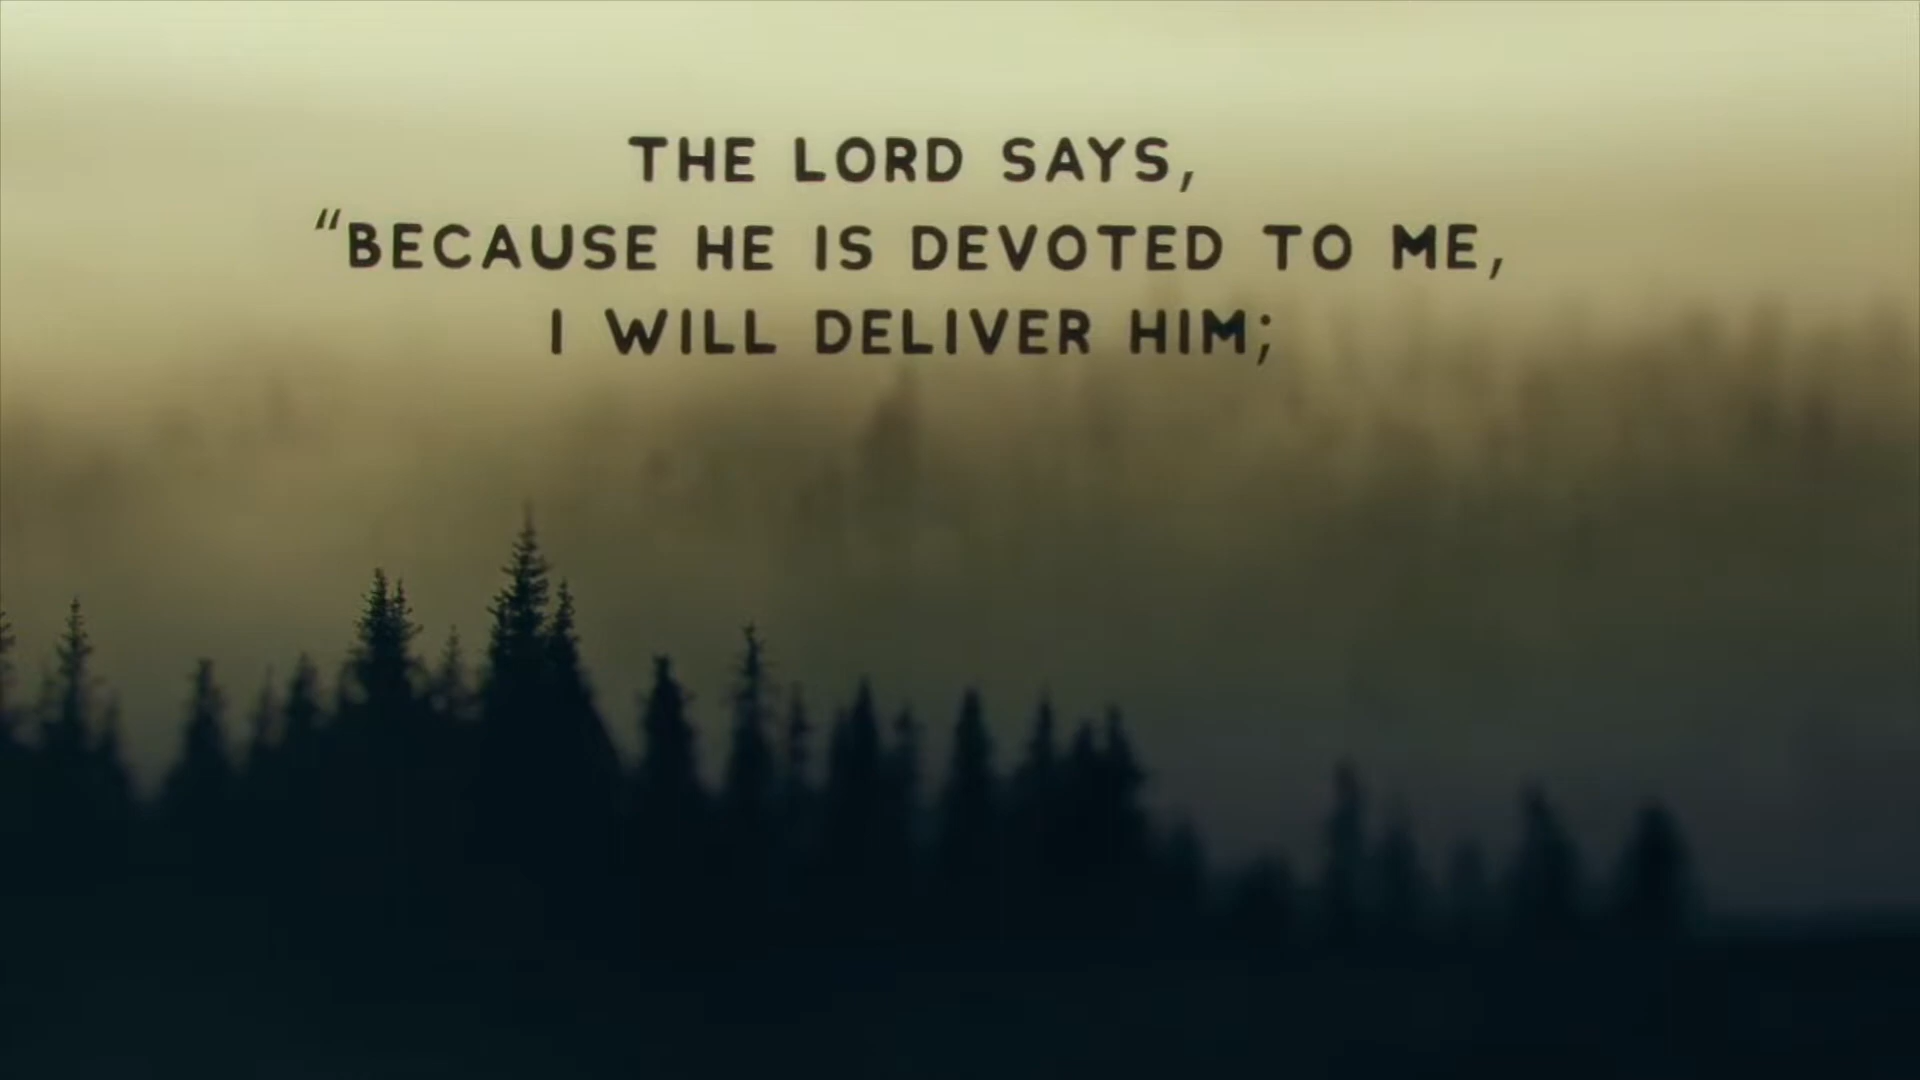 THE LORD SAYS,
“BECAUSE HE IS DEVOTED TO ME,
I WILL DELIVER HIM;